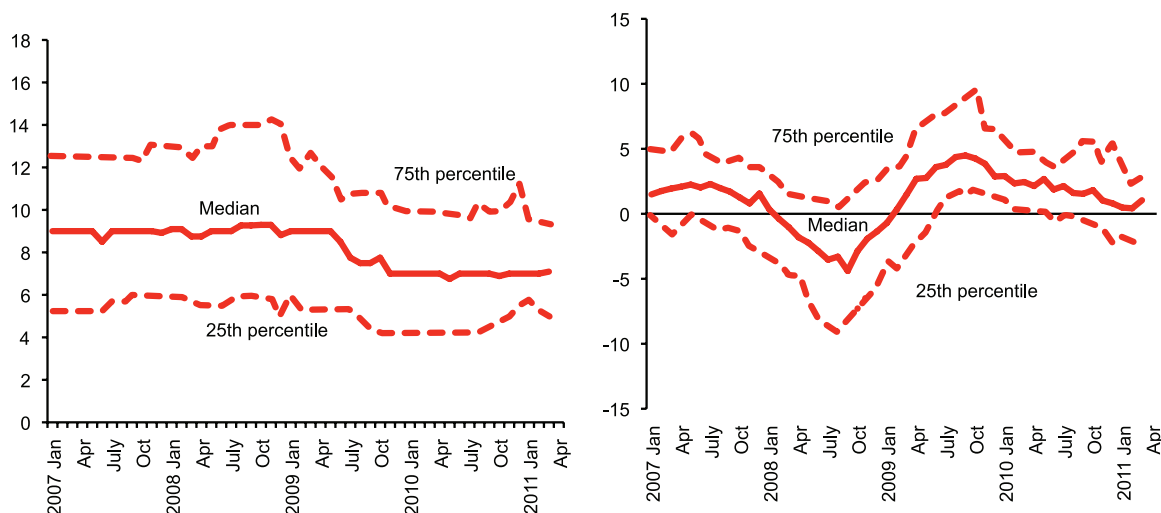 18
16
14
12
10
8
6
4
2
0
75th percentile
Median
25th percentile
2007 Jan
Apr
July
Oct
2008 Jan
Apr
July
Oct
2009 Jan
Apr
July
Oct
2010 Jan
Apr
July
Oct
2011 Jan
Apr
15
10
5
0
-5
-10
-15
75th percentile
Median
25th percentile
2007 Jan
Apr
July
Oct
2008 Jan
Apr
July
Oct
2009 Jan
Apr
July
Oct
2010 Jan
Apr
July
Oct
2011 Jan
Apr